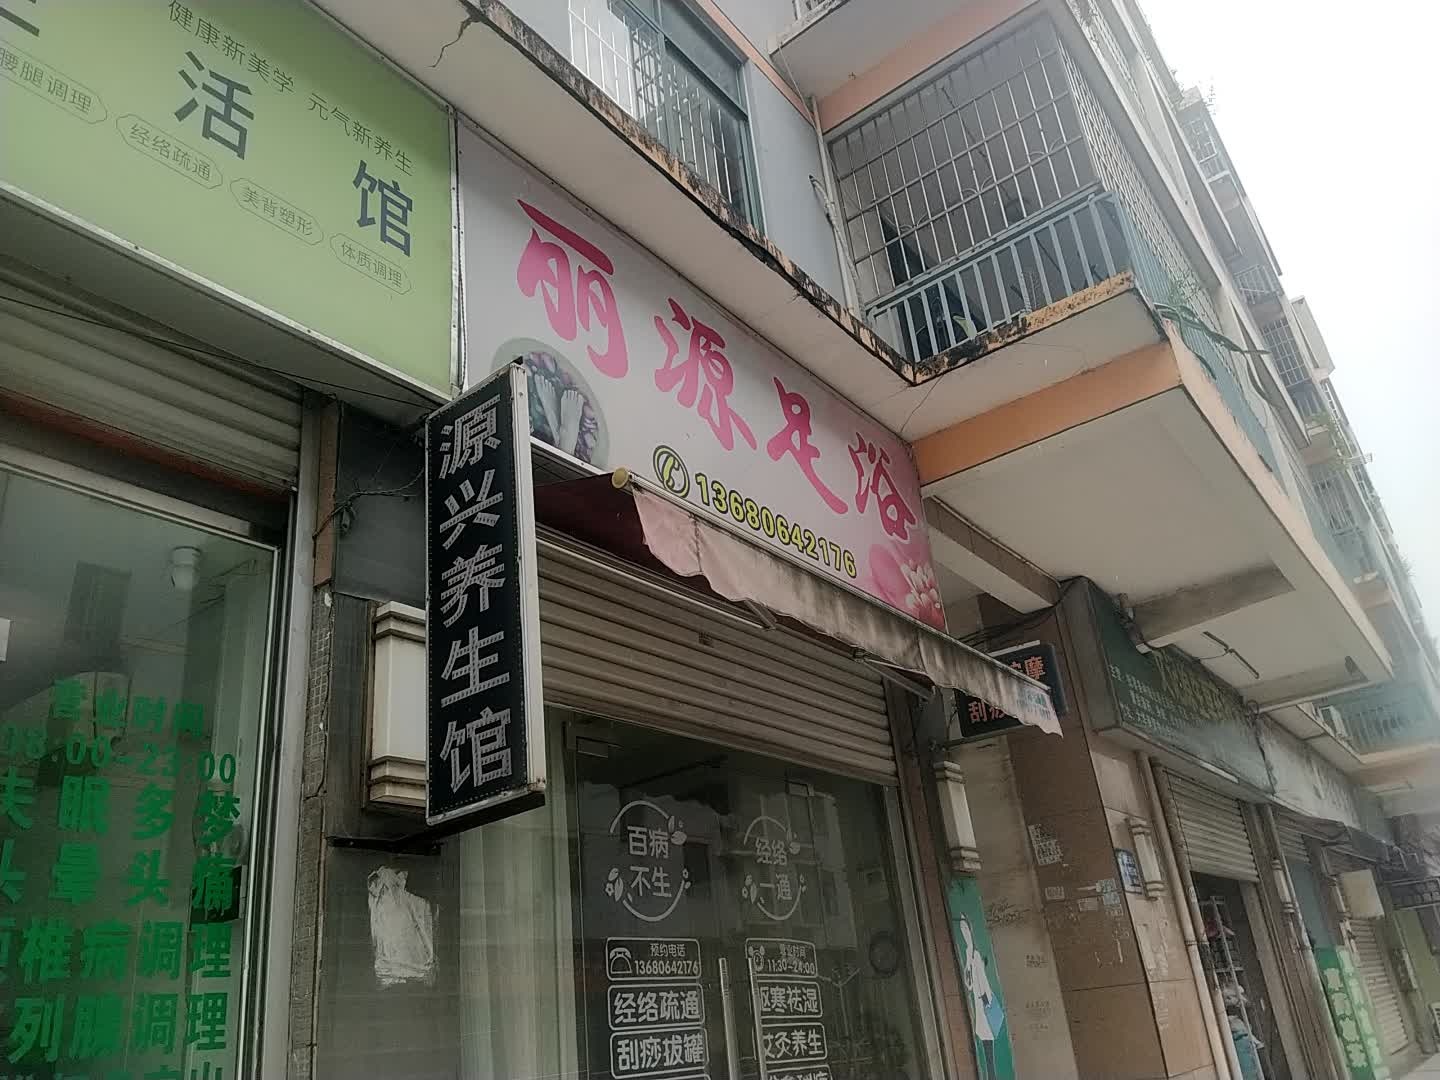 健康新美学 元气新养生
活馆
腰腿调理
经络疏通
美背塑形
体质调理
丽源足浴
13680642176
源兴养生馆
营业时间
08:00~23:00
失眠多梦
头晕头痛
椎病调理
列腺调理
百病
不生
预约电话
13680642176
经络疏通
刮痧拔罐
经络
一通
营业时间
11:30~24:00
驱寒祛湿
艾灸养生
按摩
刮痧